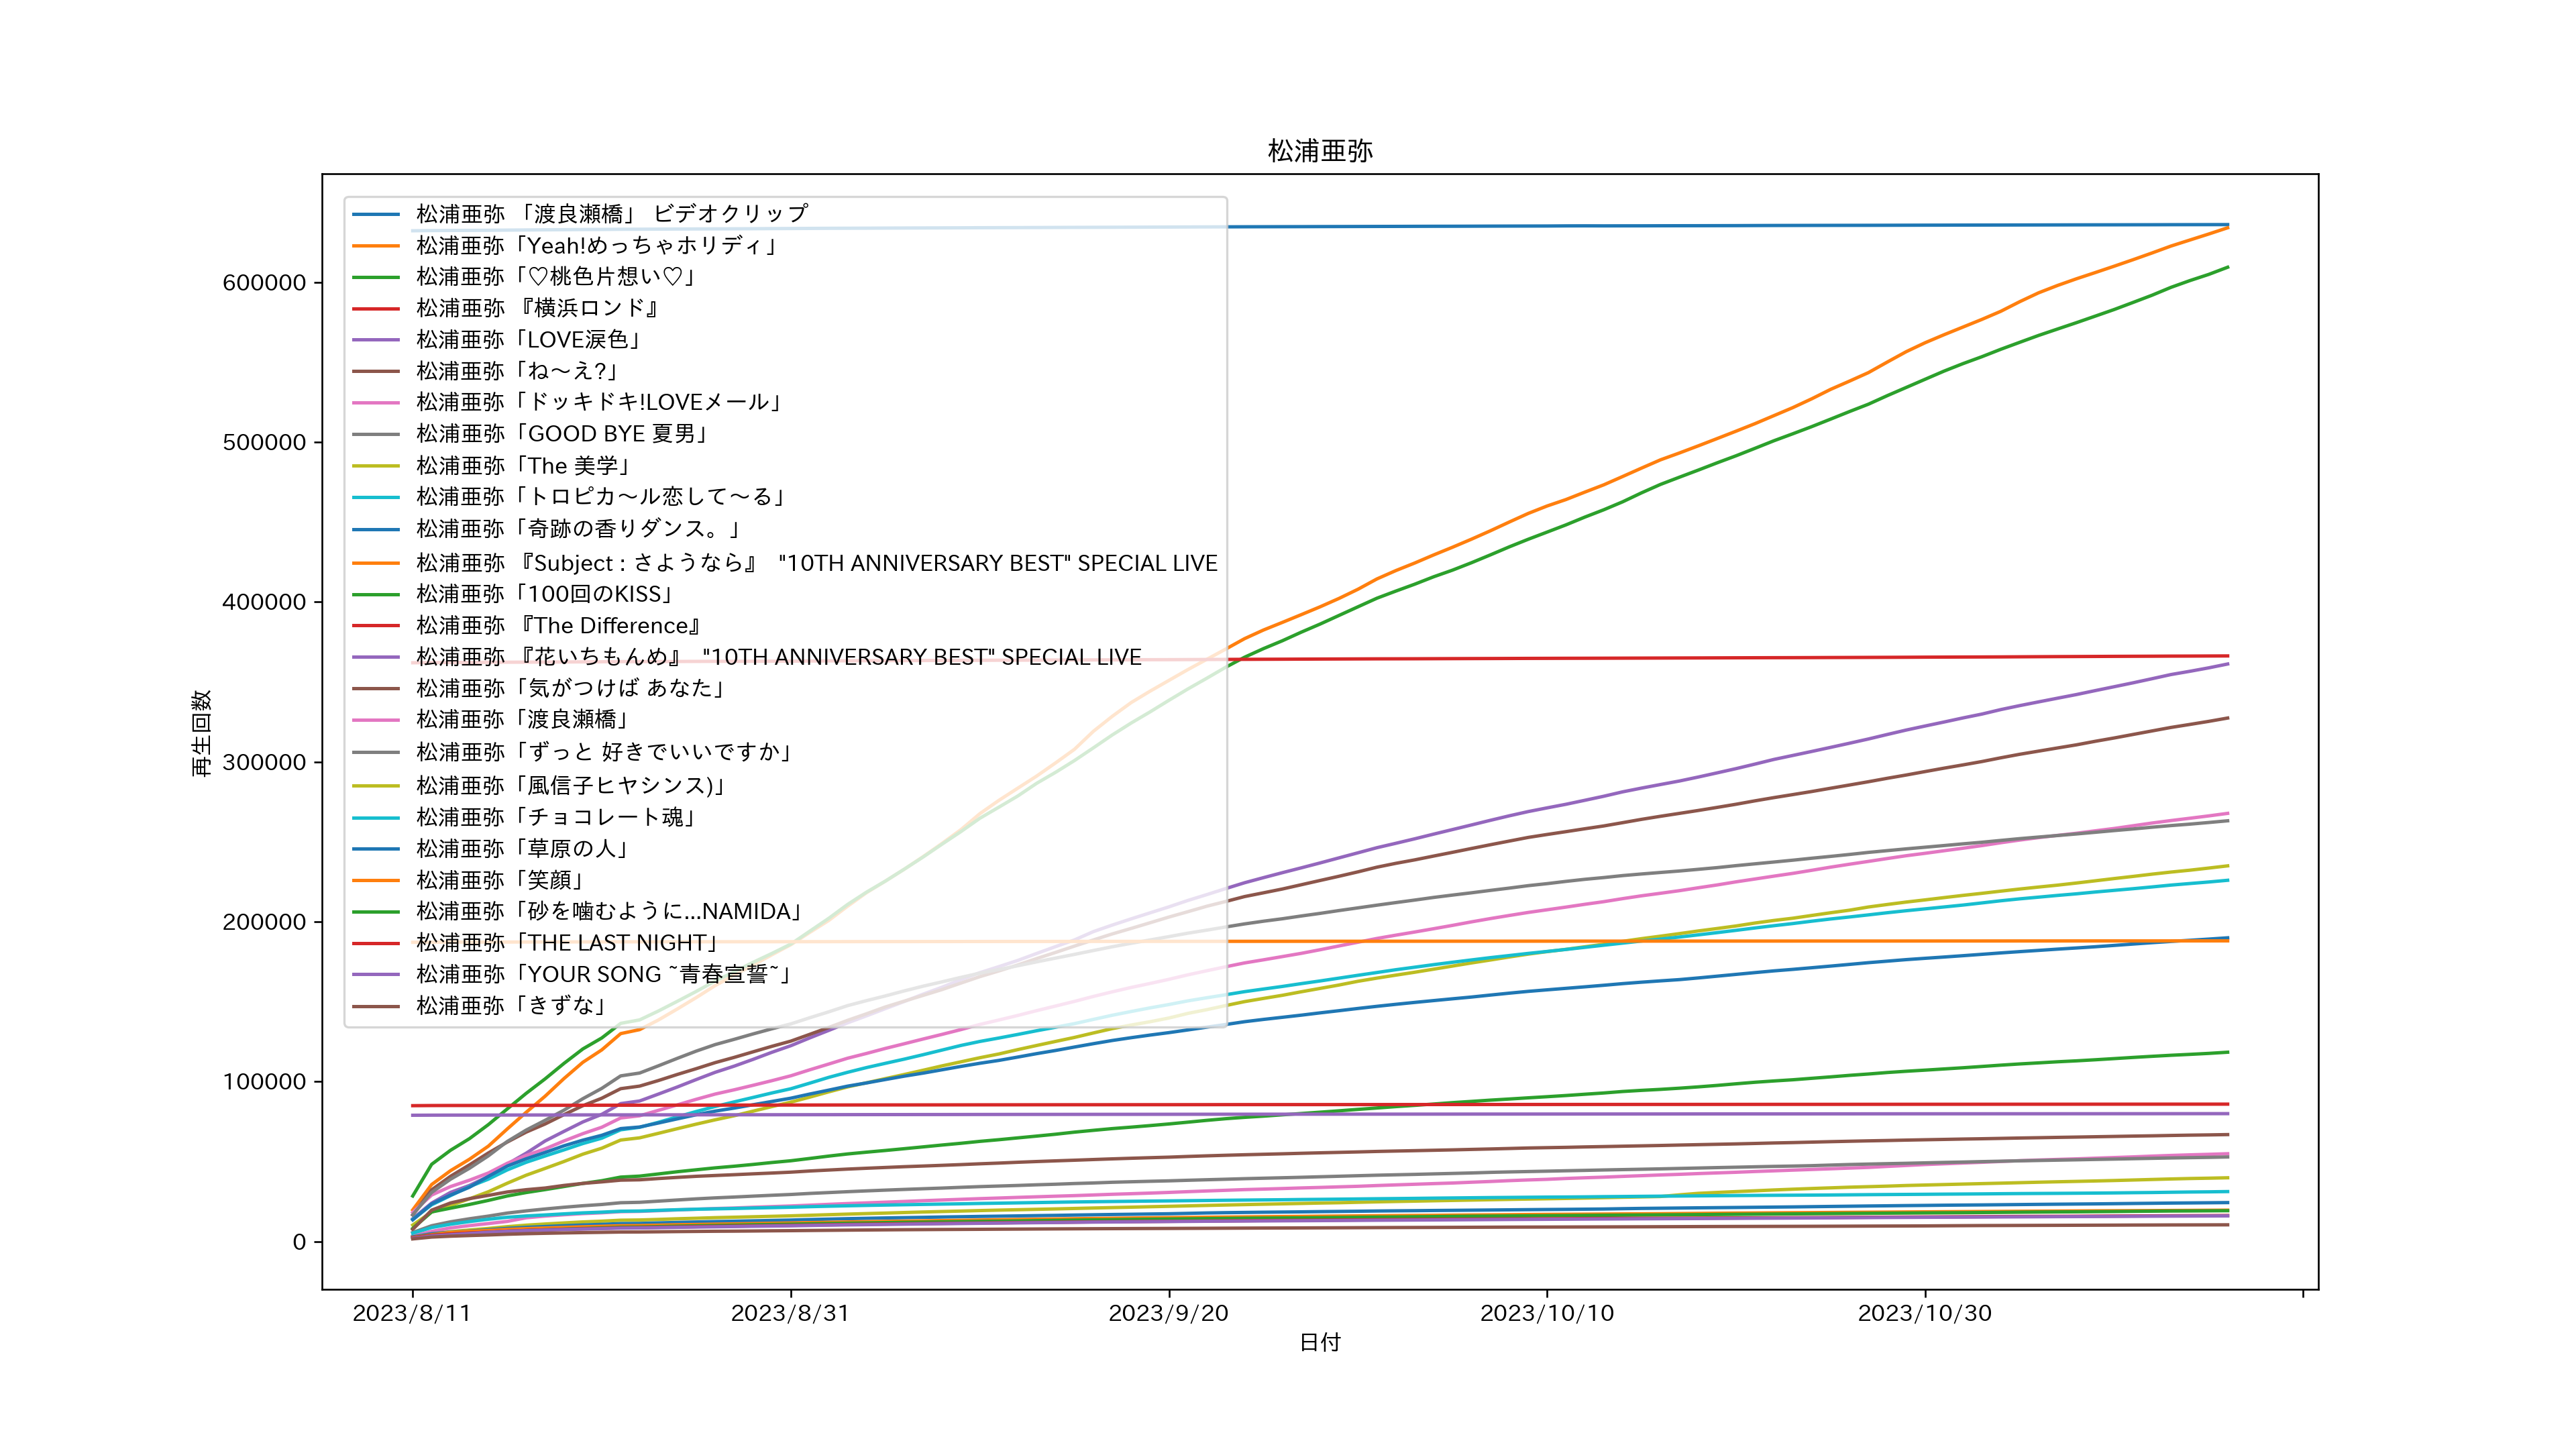 松浦亜弥
松浦亜弥 「渡良瀬橋」 ビデオクリップ
松浦亜弥「Yeah!めっちゃホリディ」
松浦亜弥「♡桃色片想い♡」
松浦亜弥 『横浜ロンド』
松浦亜弥「LOVE涙色」
松浦亜弥「ね～え?」
松浦亜弥「ドッキドキ!LOVEメール」
松浦亜弥「GOOD BYE 夏男」
松浦亜弥「The 美学」
松浦亜弥「トロピカ～ル恋して～る」
松浦亜弥「奇跡の香りダンス。」
松浦亜弥 『Subject : さようなら』 "10TH ANNIVERSARY BEST" SPECIAL LIVE
松浦亜弥「100回のKISS」
松浦亜弥 『The Difference』
松浦亜弥 『花いちもんめ』 "10TH ANNIVERSARY BEST" SPECIAL LIVE
松浦亜弥「気がつけば あなた」
松浦亜弥「渡良瀬橋」
松浦亜弥「ずっと 好きでいいですか」
松浦亜弥「風信子ヒヤシンス)」
松浦亜弥「チョコレート魂」
松浦亜弥「草原の人」
松浦亜弥「笑顔」
松浦亜弥「砂を噛むように…NAMIDA」
松浦亜弥「THE LAST NIGHT」
松浦亜弥「YOUR SONG ~青春宣誓~」
松浦亜弥「きずな」
600000
500000
400000
300000
200000
100000
0
再生回数
2023/8/11
2023/8/31
2023/9/20
2023/10/10
2023/10/30
日付